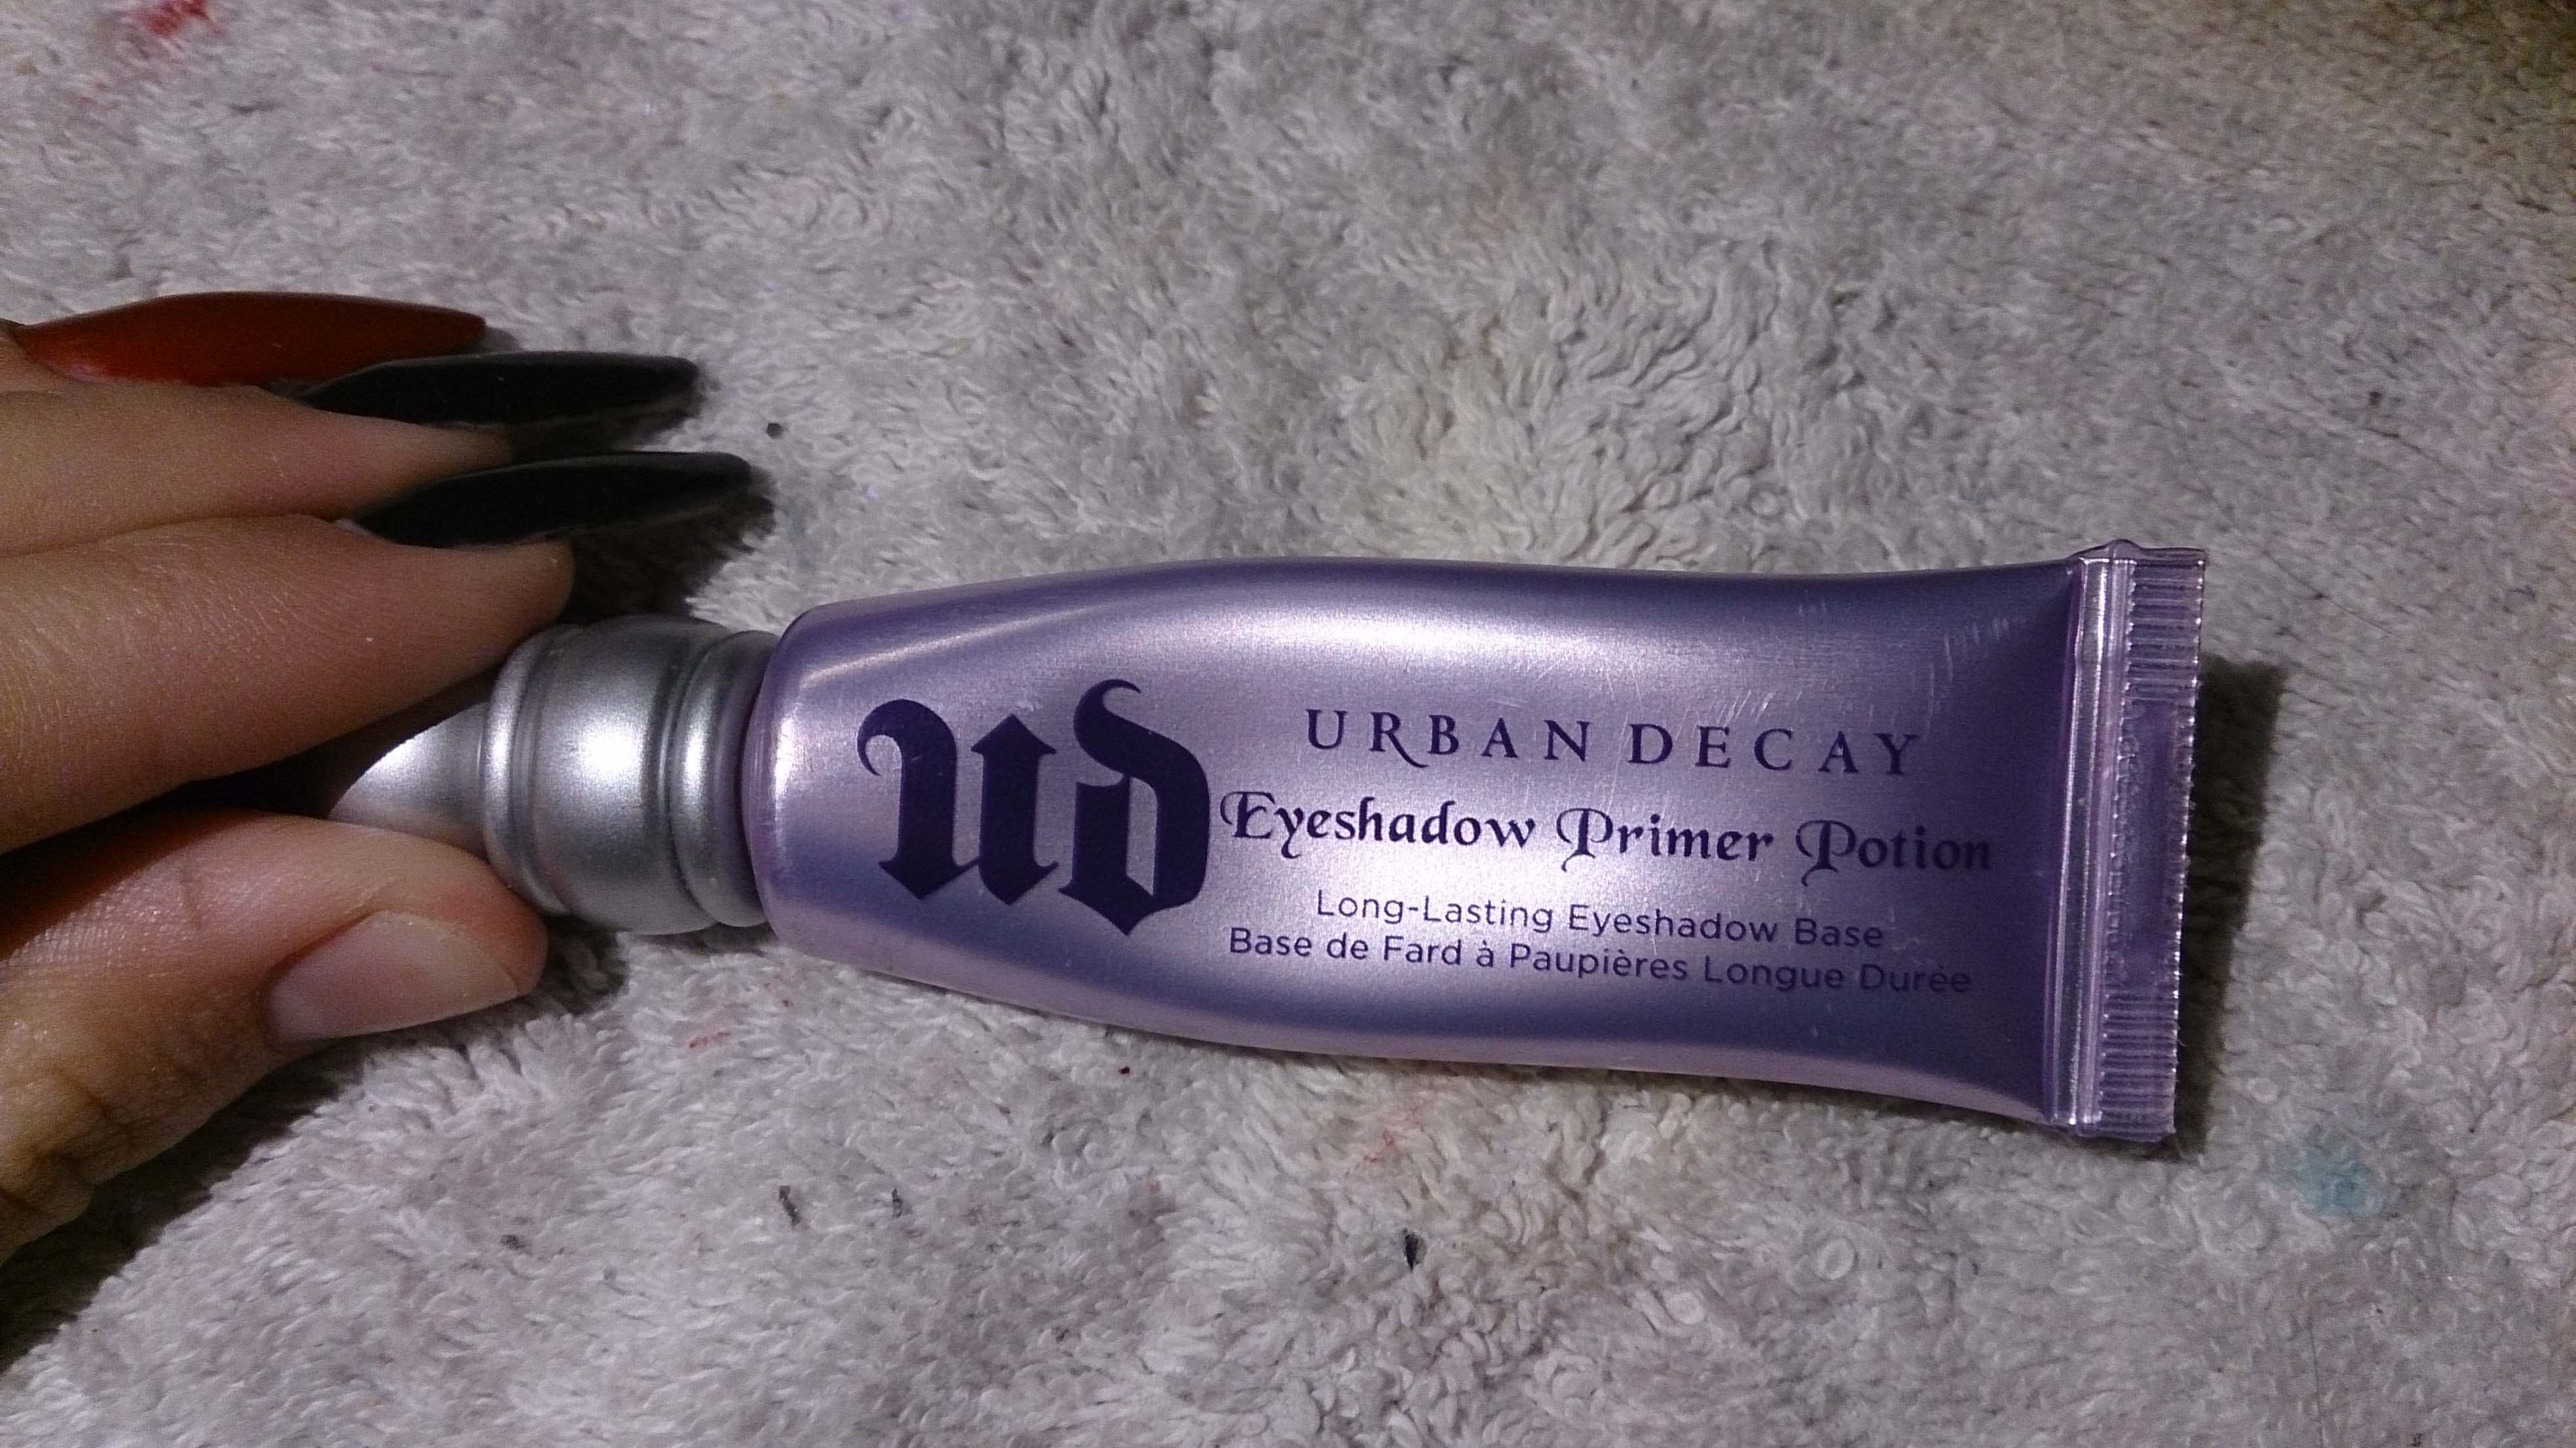 UD
URBAN DECAY
Eyeshadow Primer Potion
Long-Lasting Eyeshadow Base
Base de Fard à Paupières Longue Durée